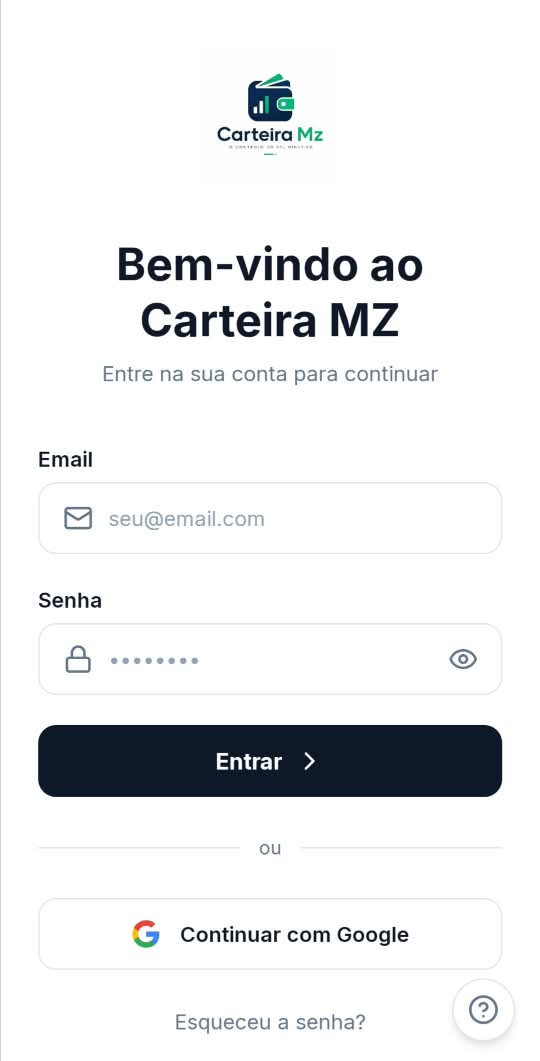 Carteira Mz
Bem-vindo ao
Carteira MZ
Entre na sua conta para continuar
Email
seu@email.com
Senha
••••••••
Entrar
ou
Continuar com Google
Esqueceu a senha?
?